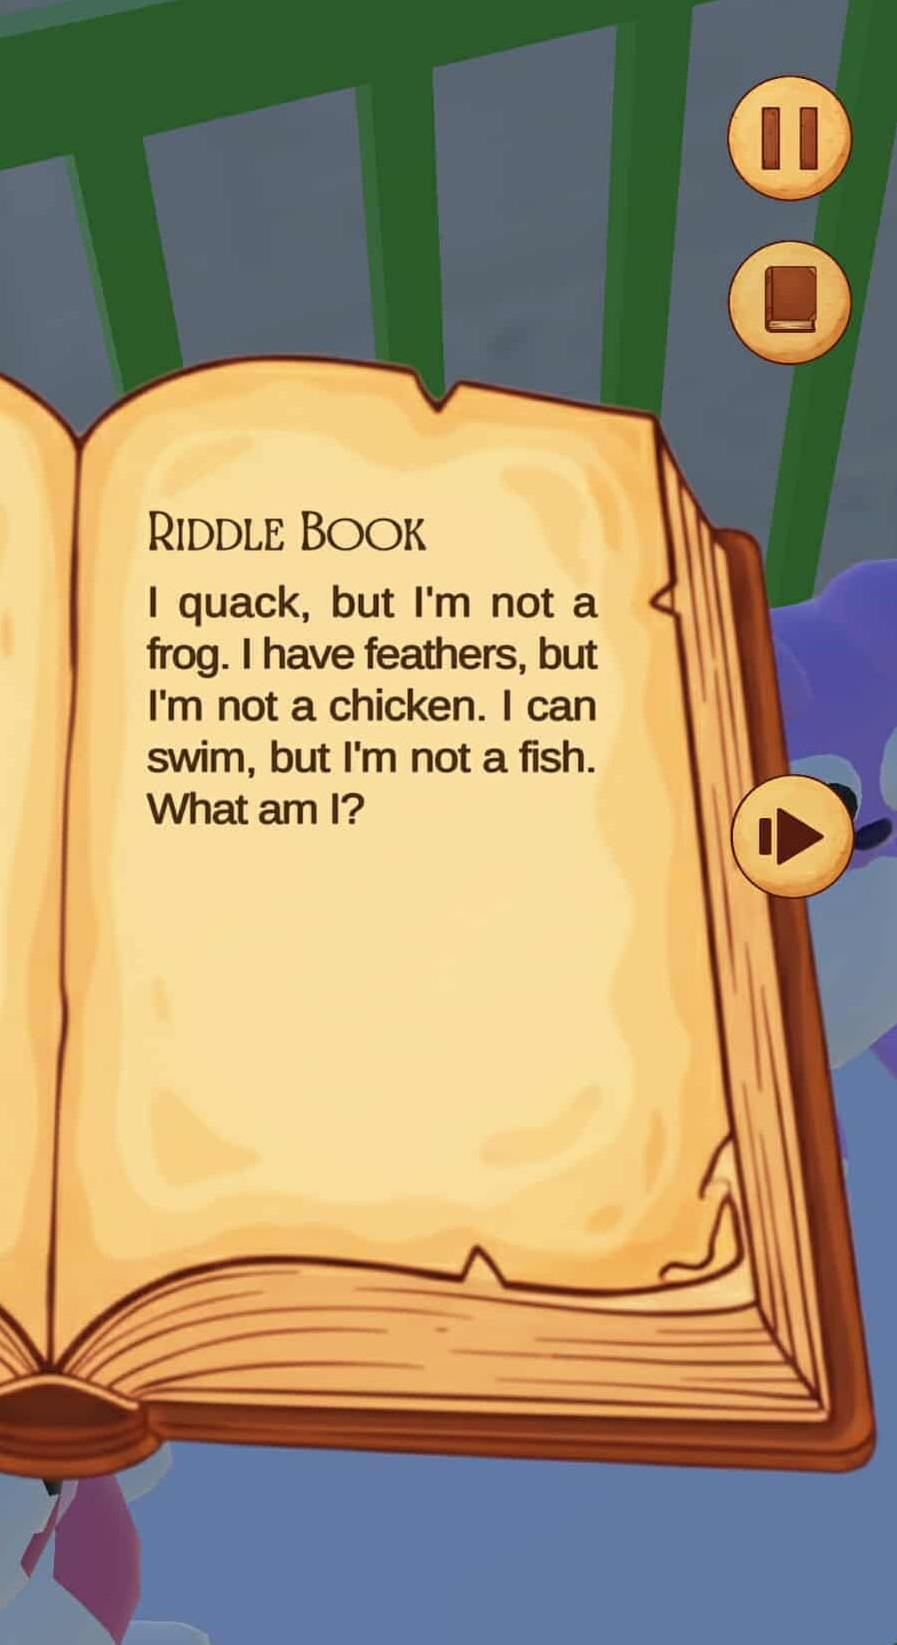 RIDDLE BOOK
I quack, but I'm not a
frog. I have feathers, but
I'm not a chicken. I can
swim, but I'm not a fish.
What am I?